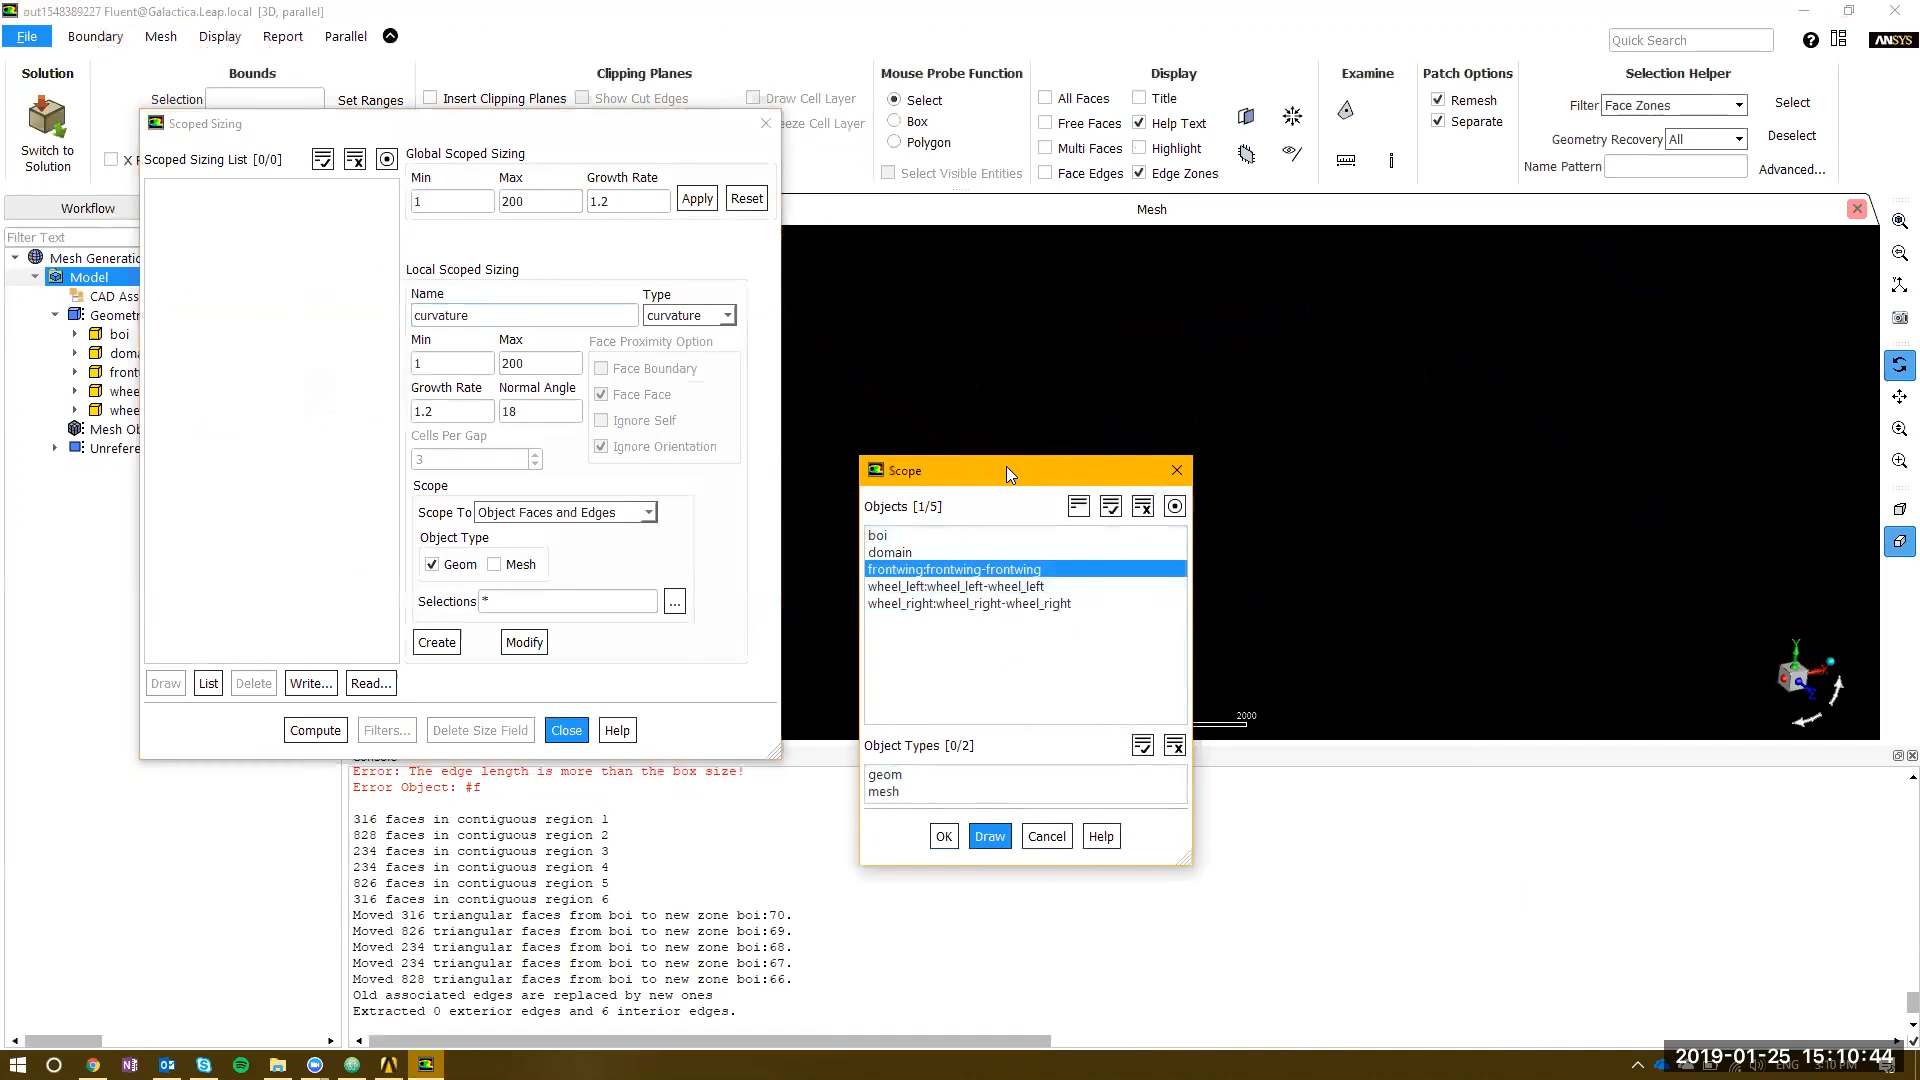 out1548389227 Fluent@Galactica.Leap.local [3D, parallel]
File Boundary Mesh Display Report Parallel
Quick Search
ANSYS
Solution
Switch to
Solution
Bounds
Selection
Set Ranges
Clipping Planes
Insert Clipping Planes Show Cut Edges Draw Cell Layer
eeze Cell Layer
Mouse Probe Function
Select
Box
Polygon
Select Visible Entities
Display
All Faces Title
Free Faces Help Text
Multi Faces Highlight
Face Edges Edge Zones
Examine
Patch Options
Remesh
Separate
Selection Helper
Filter Face Zones Select
Geometry Recovery All Deselect
Name Pattern Advanced...
Workflow
Filter Text
Mesh Generatio
Model
CAD Ass
Geometr
boi
doma
front
whee
whee
Mesh Ob
Unrefere
Scoped Sizing
Scoped Sizing List [0/0]
Global Scoped Sizing
Min Max Growth Rate
1 200 1.2 Apply Reset
Local Scoped Sizing
Name Type
curvature curvature
Min Max Face Proximity Option
1 200 Face Boundary
Growth Rate Normal Angle Face Face
1.2 18 Ignore Self
Cells Per Gap Ignore Orientation
3
Scope
Scope To Object Faces and Edges
Object Type
Geom Mesh
Selections * ...
Create Modify
Draw List Delete Write... Read...
Compute Filters... Delete Size Field Close Help
Mesh
2000
Y
Z
Scope
Objects [1/5]
boi
domain
frontwing:frontwing-frontwing
wheel_left:wheel_left-wheel_left
wheel_right:wheel_right-wheel_right
Object Types [0/2]
geom
mesh
OK Draw Cancel Help
Console
Error: The edge length is more than the box size!
Error Object: #f
316 faces in contiguous region 1
828 faces in contiguous region 2
234 faces in contiguous region 3
234 faces in contiguous region 4
826 faces in contiguous region 5
316 faces in contiguous region 6
Moved 316 triangular faces from boi to new zone boi:70.
Moved 826 triangular faces from boi to new zone boi:69.
Moved 234 triangular faces from boi to new zone boi:68.
Moved 234 triangular faces from boi to new zone boi:67.
Moved 828 triangular faces from boi to new zone boi:66.
Old associated edges are replaced by new ones
Extracted 0 exterior edges and 6 interior edges.
2019-01-25 15:10:44
ENG 3:10 PM